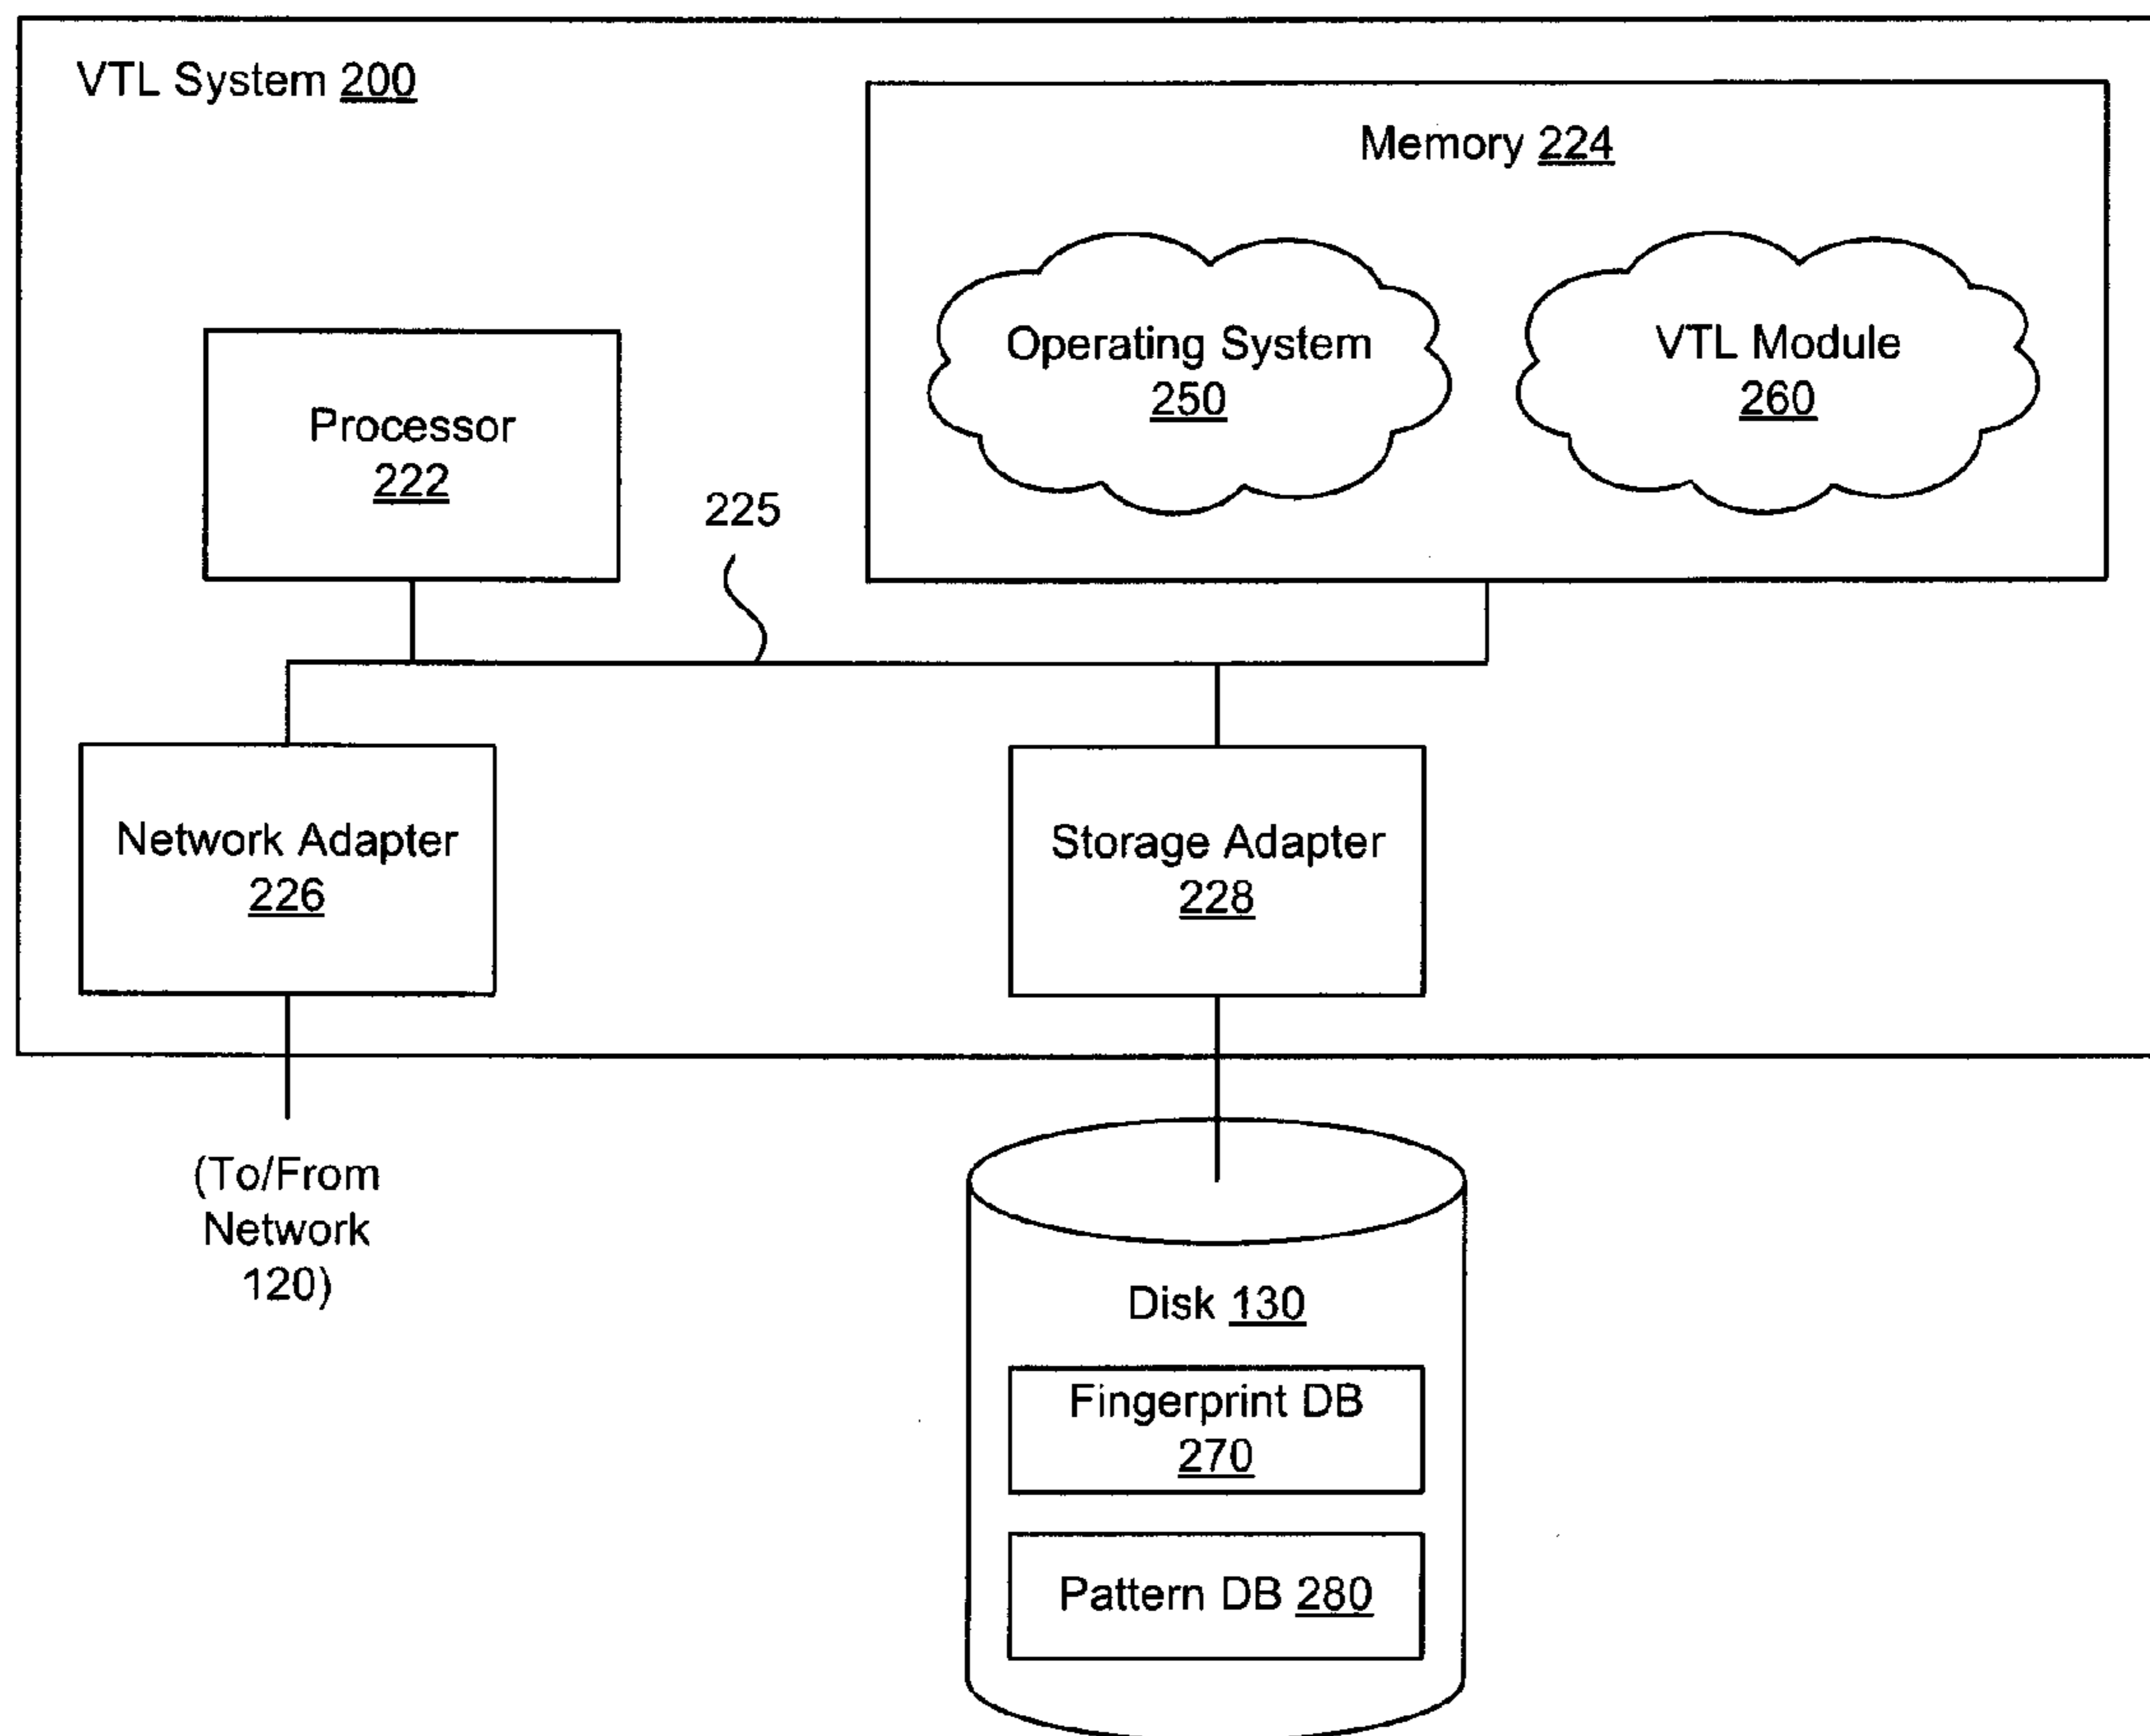 VTL System 200
Memory 224
Operating System
250
VTL Module
260
Processor
222
225
Network Adapter
226
Storage Adapter
228
(To/From
Network
120)
Disk 130
Fingerprint DB
270
Pattern DB 280